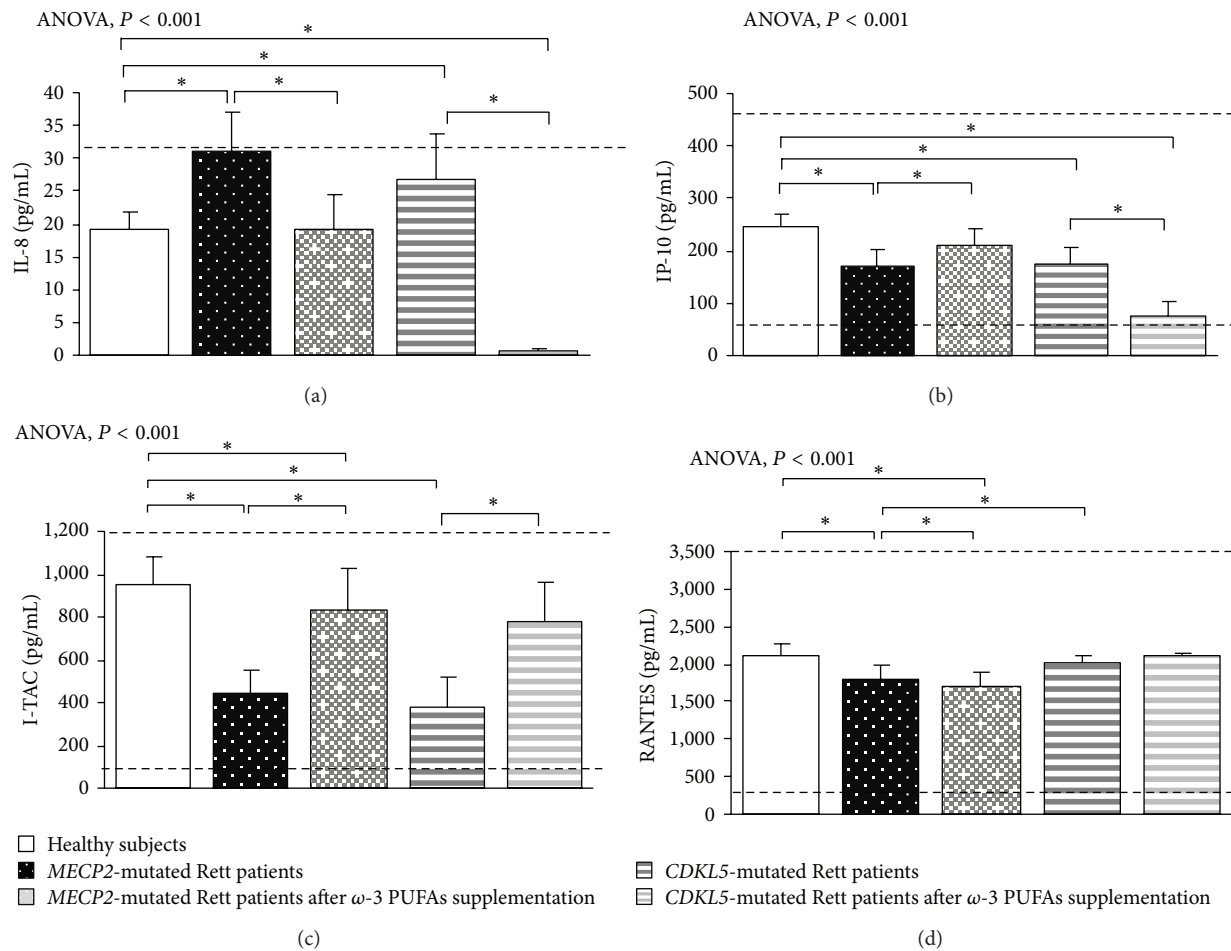 ANOVA, P < 0.001
*
*
*
*
*
40
35
30
25
20
15
10
5
0
IL-8 (pg/mL)
(a)
ANOVA, P < 0.001
*
*
*
*
*
500
400
300
200
100
0
IP-10 (pg/mL)
(b)
ANOVA, P < 0.001
*
*
*
*
*
1,200
1,000
800
600
400
200
0
I-TAC (pg/mL)
ANOVA, P < 0.001
*
*
*
*
3,500
3,000
2,500
2,000
1,500
1,000
500
0
RANTES (pg/mL)
Healthy subjects
MECP2-mutated Rett patients
MECP2-mutated Rett patients after ω-3 PUFAs supplementation
CDKL5-mutated Rett patients
CDKL5-mutated Rett patients after ω-3 PUFAs supplementation
(c)
(d)